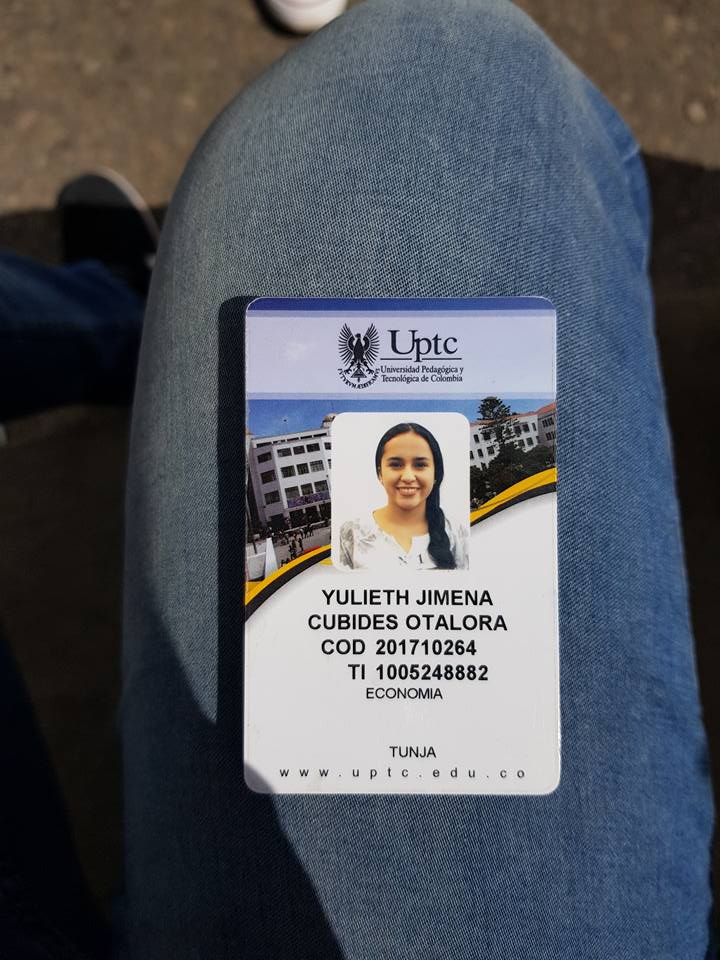 Uptc
Universidad Pedagógica y
Tecnológica de Colombia
YULIETH JIMENA
CUBIDES OTALORA
COD 201710264
TI 1005248882
ECONOMIA
TUNJA
www.uptc.edu.co